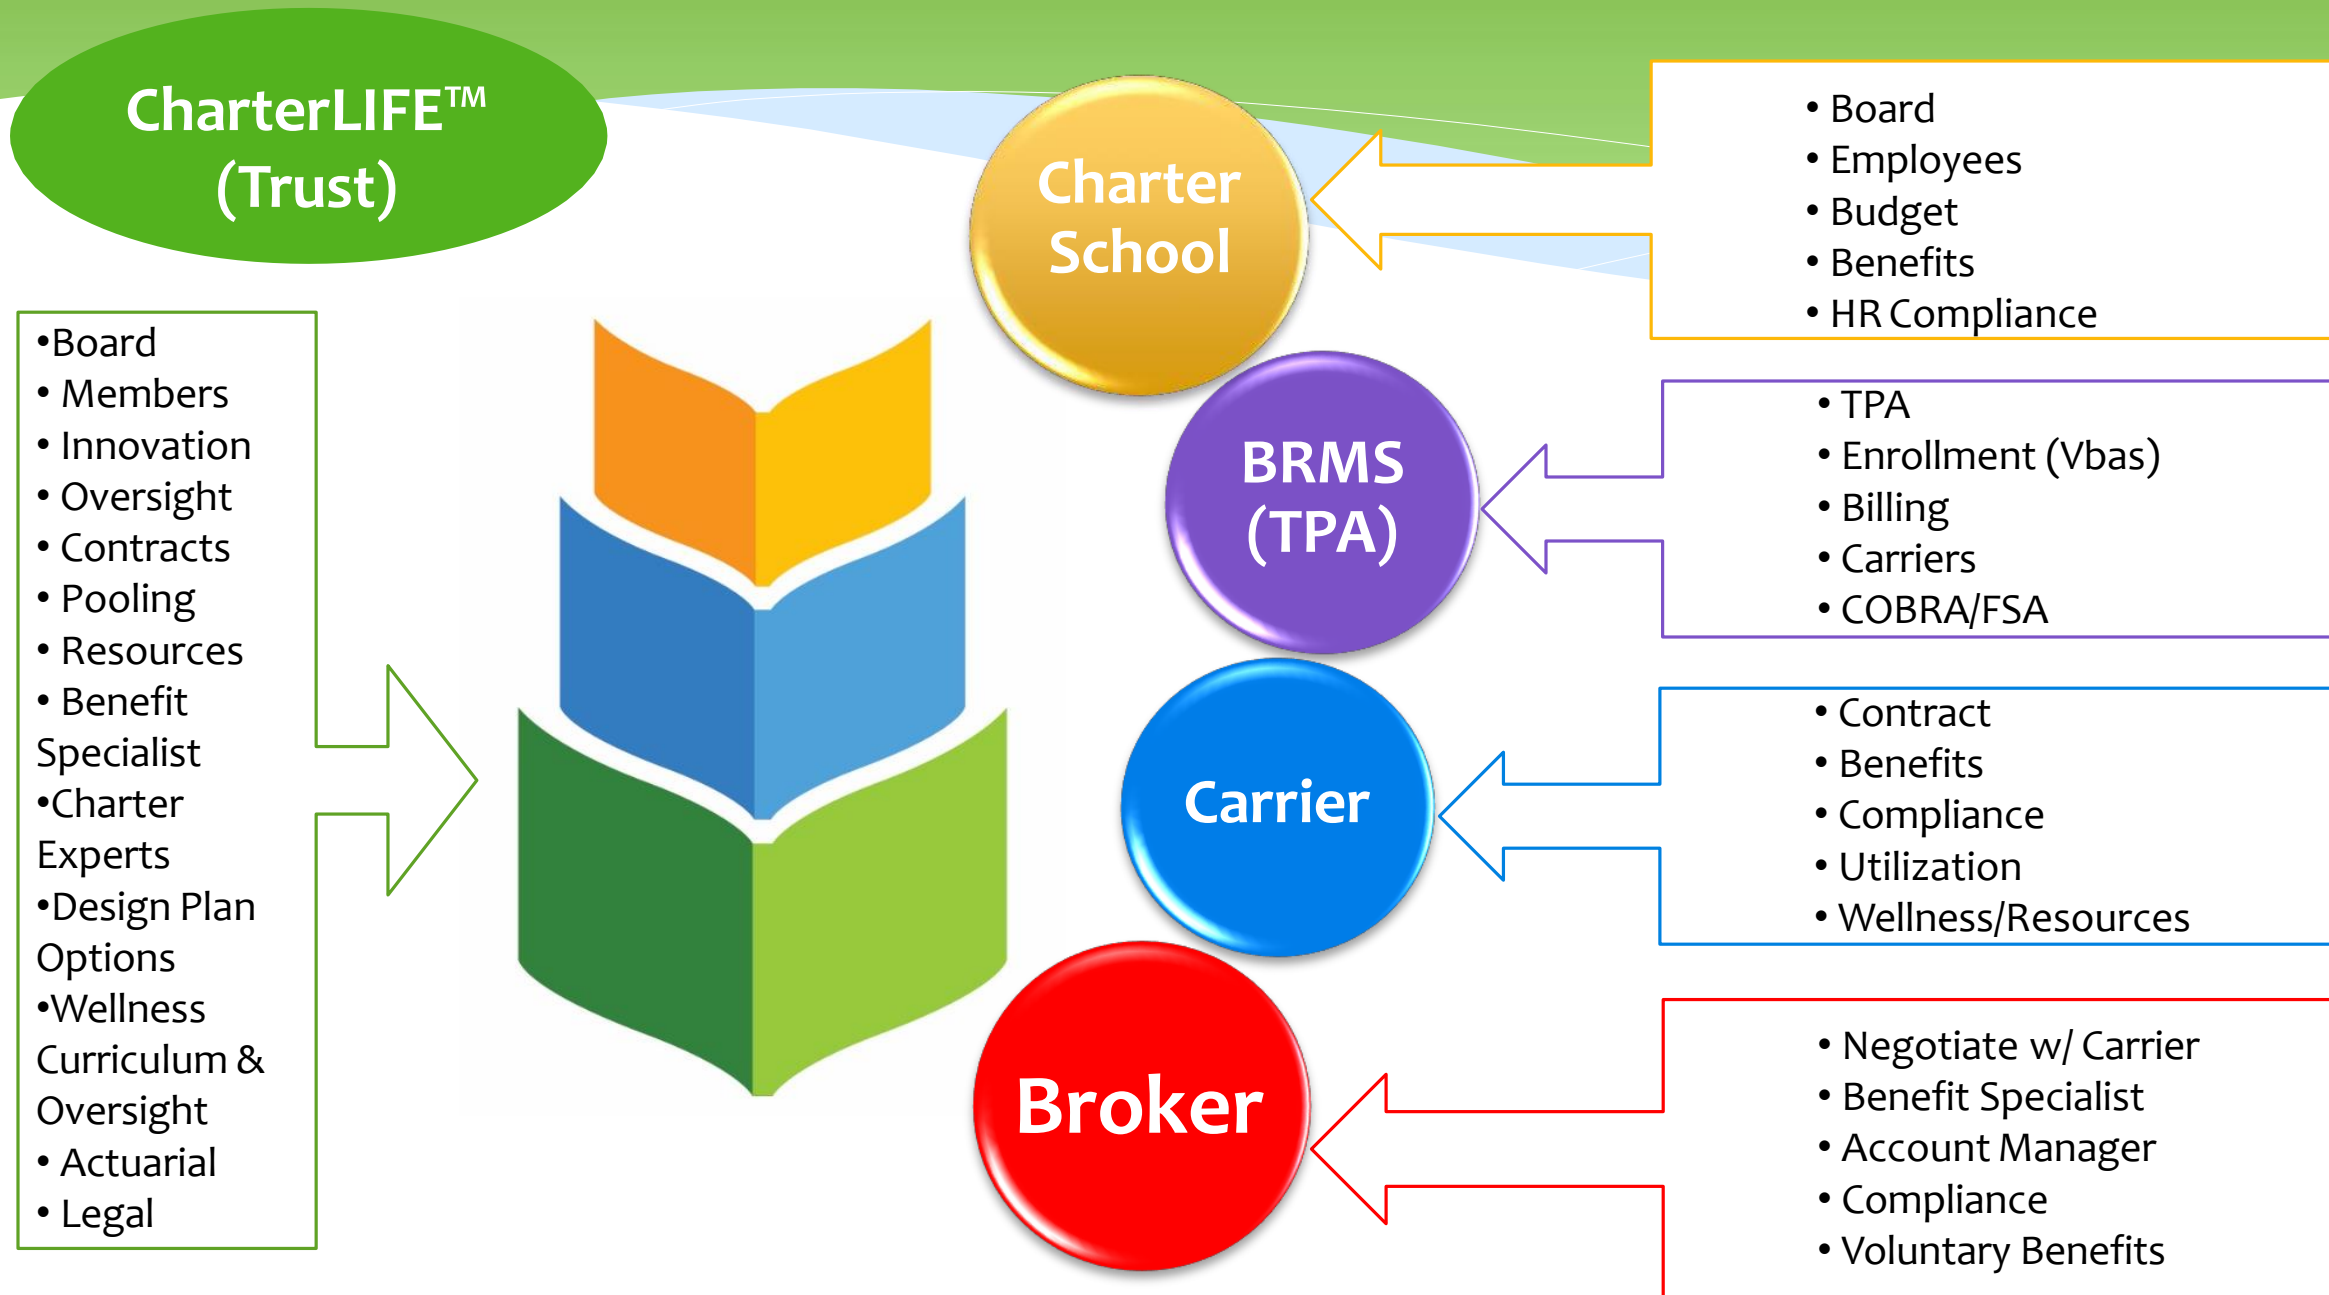 CharterLIFE™
(Trust)
•Board
• Members
• Innovation
• Oversight
• Contracts
• Pooling
• Resources
• Benefit
Specialist
•Charter
Experts
•Design Plan
Options
•Wellness
Curriculum &
Oversight
• Actuarial
• Legal
Charter
School
• Board
• Employees
• Budget
• Benefits
• HR Compliance
BRMS
(TPA)
• TPA
• Enrollment (Vbas)
• Billing
• Carriers
• COBRA/FSA
Carrier
• Contract
• Benefits
• Compliance
• Utilization
• Wellness/Resources
Broker
• Negotiate w/ Carrier
• Benefit Specialist
• Account Manager
• Compliance
• Voluntary Benefits